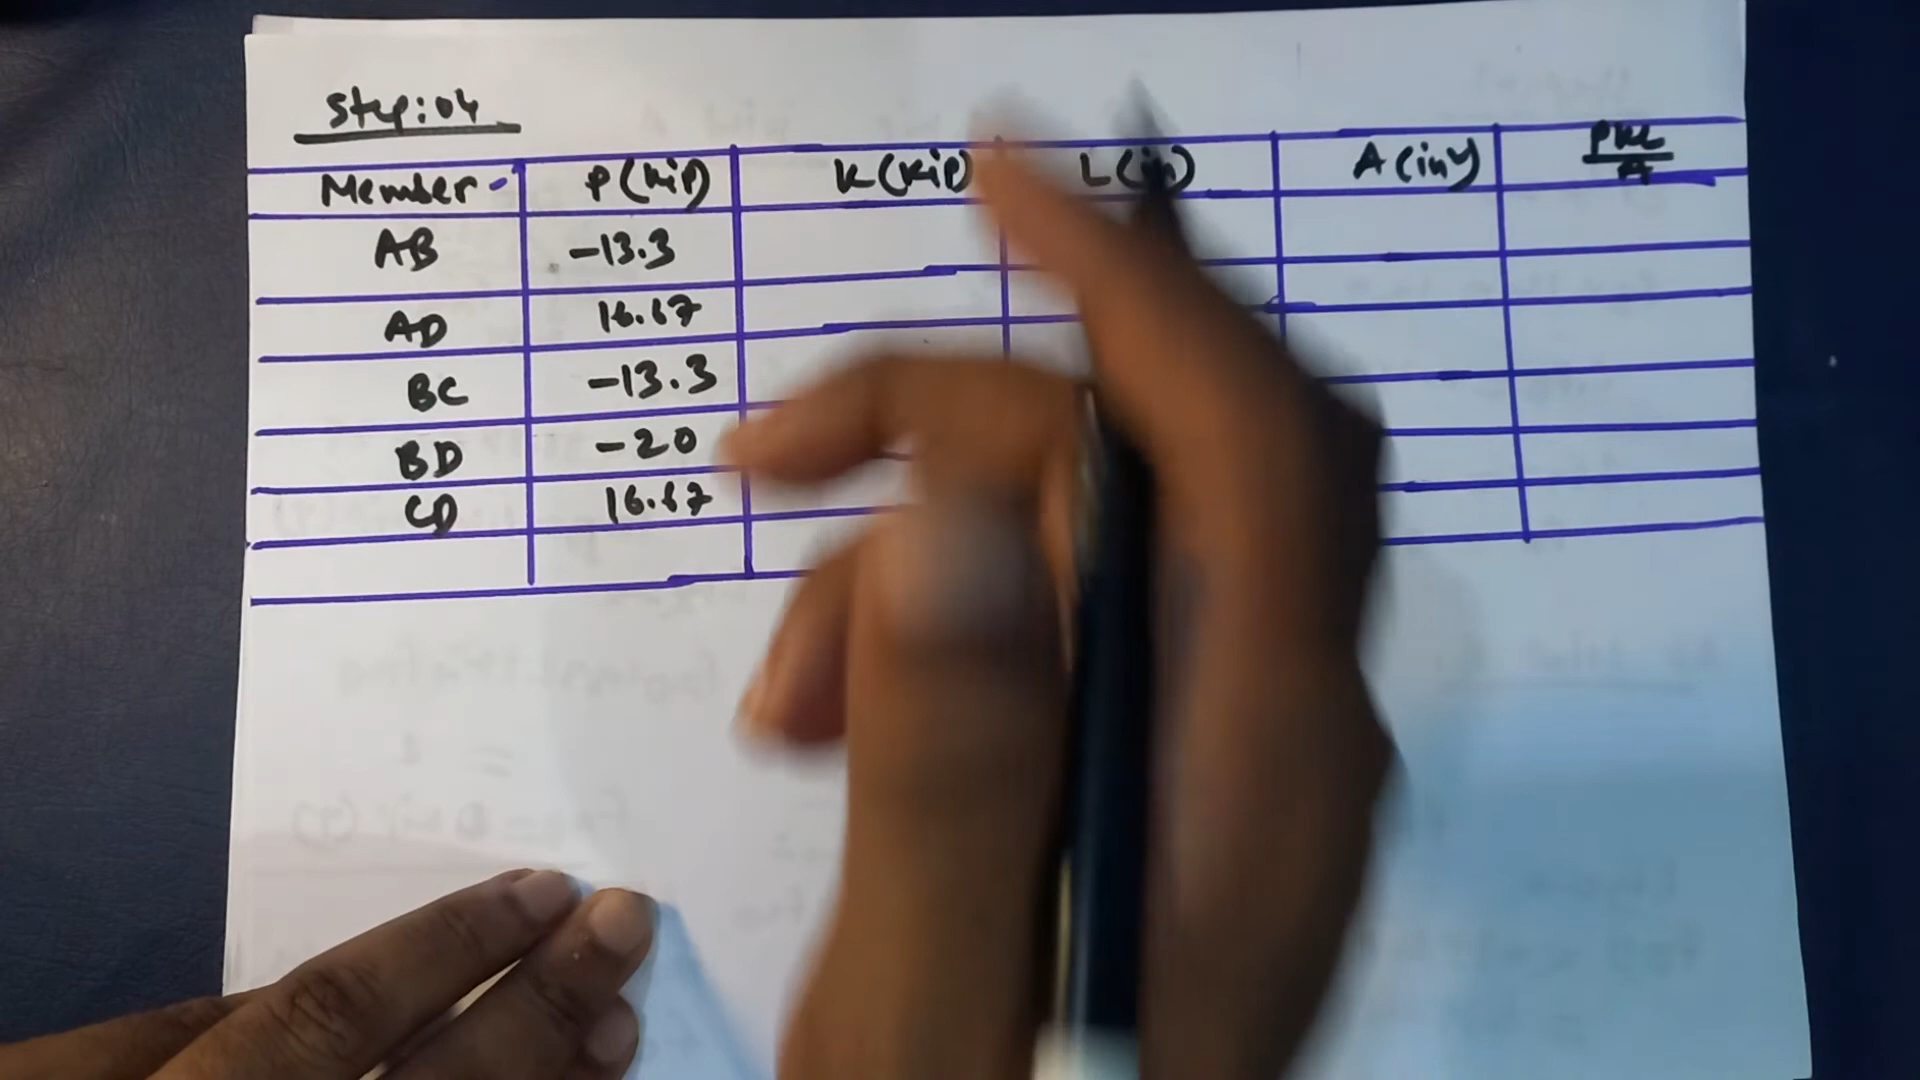 Step:04
Member P(kip) K(Kip) L(in) A(in²) PKL/A
AB -13.3
AD 16.67
BC -13.3
BD -20
CD 16.67